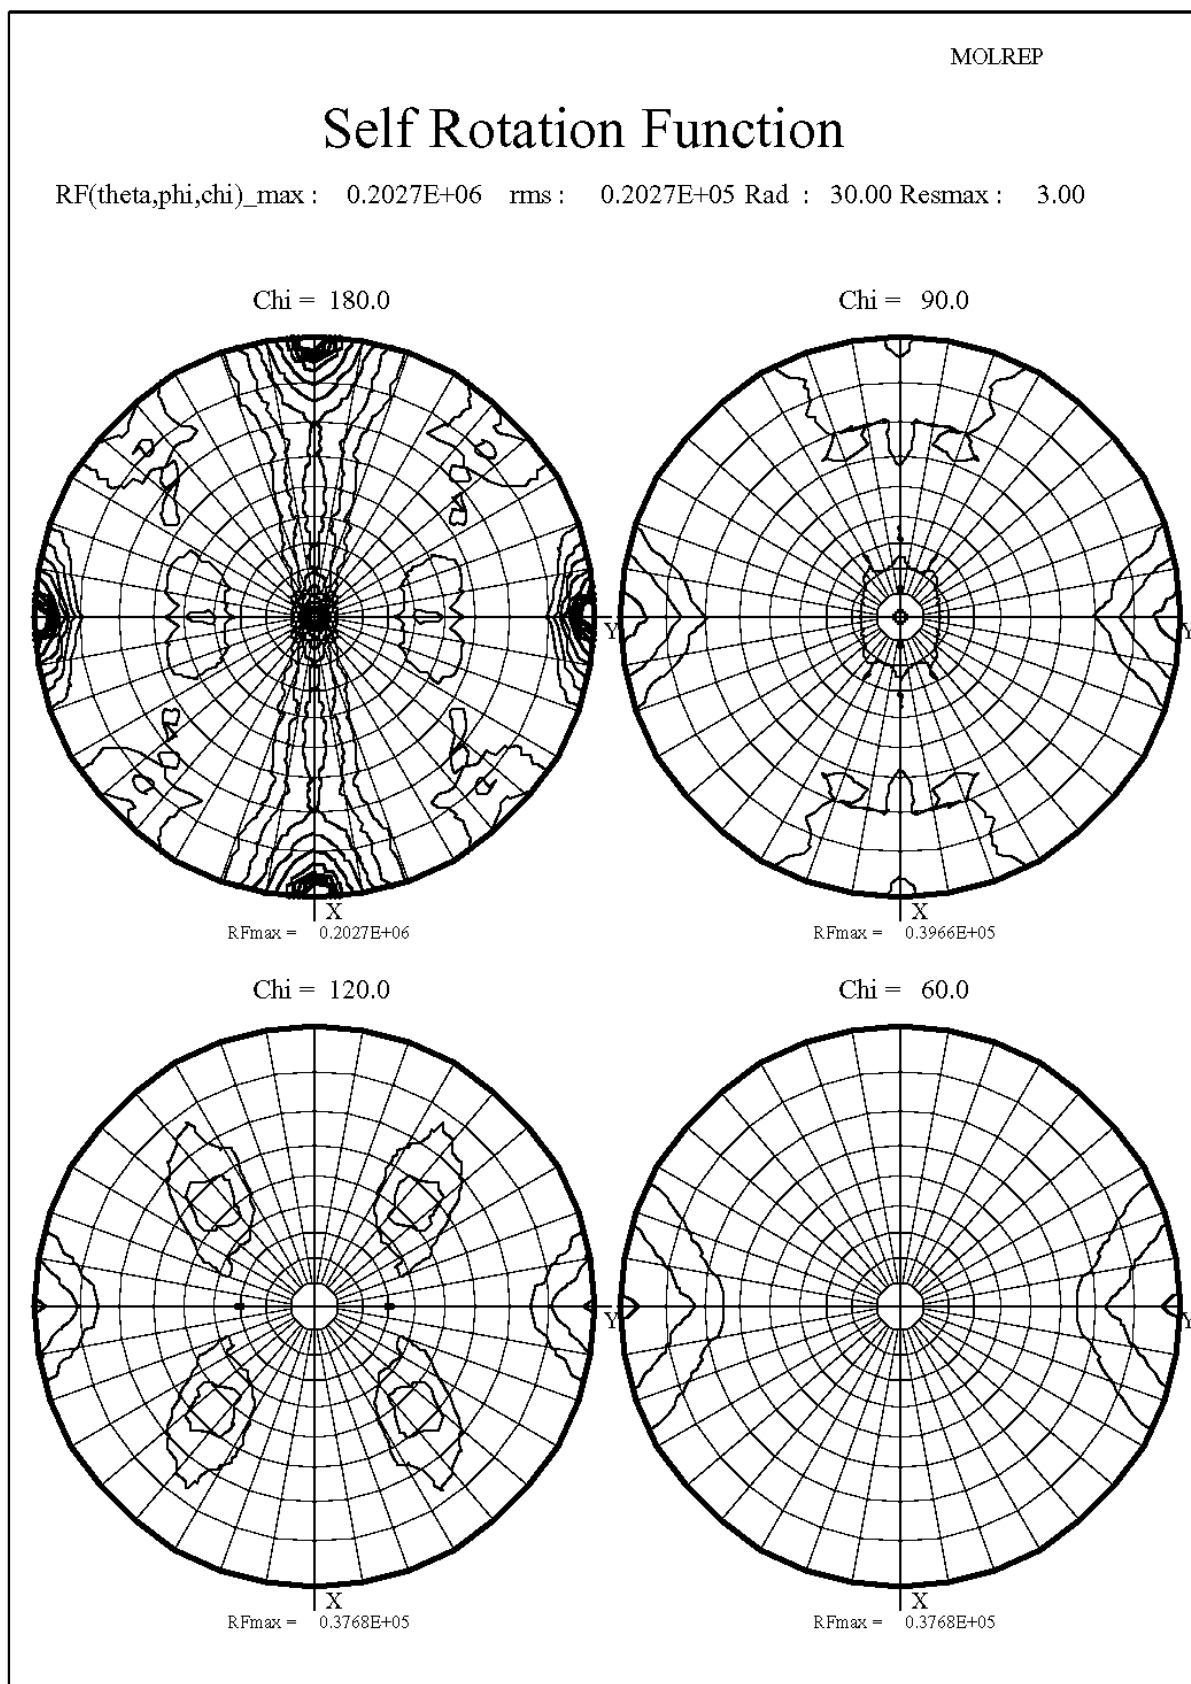 MOLREP
Self Rotation Function
RF(theta,phi,chi)_max : 0.2027E+06 rms : 0.2027E+05 Rad : 30.00 Resmax : 3.00
Chi = 180.0
Chi = 90.0
Y
Y
X
X
RFmax = 0.2027E+06
RFmax = 0.3966E+05
Chi = 120.0
Chi = 60.0
Y
Y
X
X
RFmax = 0.3768E+05
RFmax = 0.3768E+05